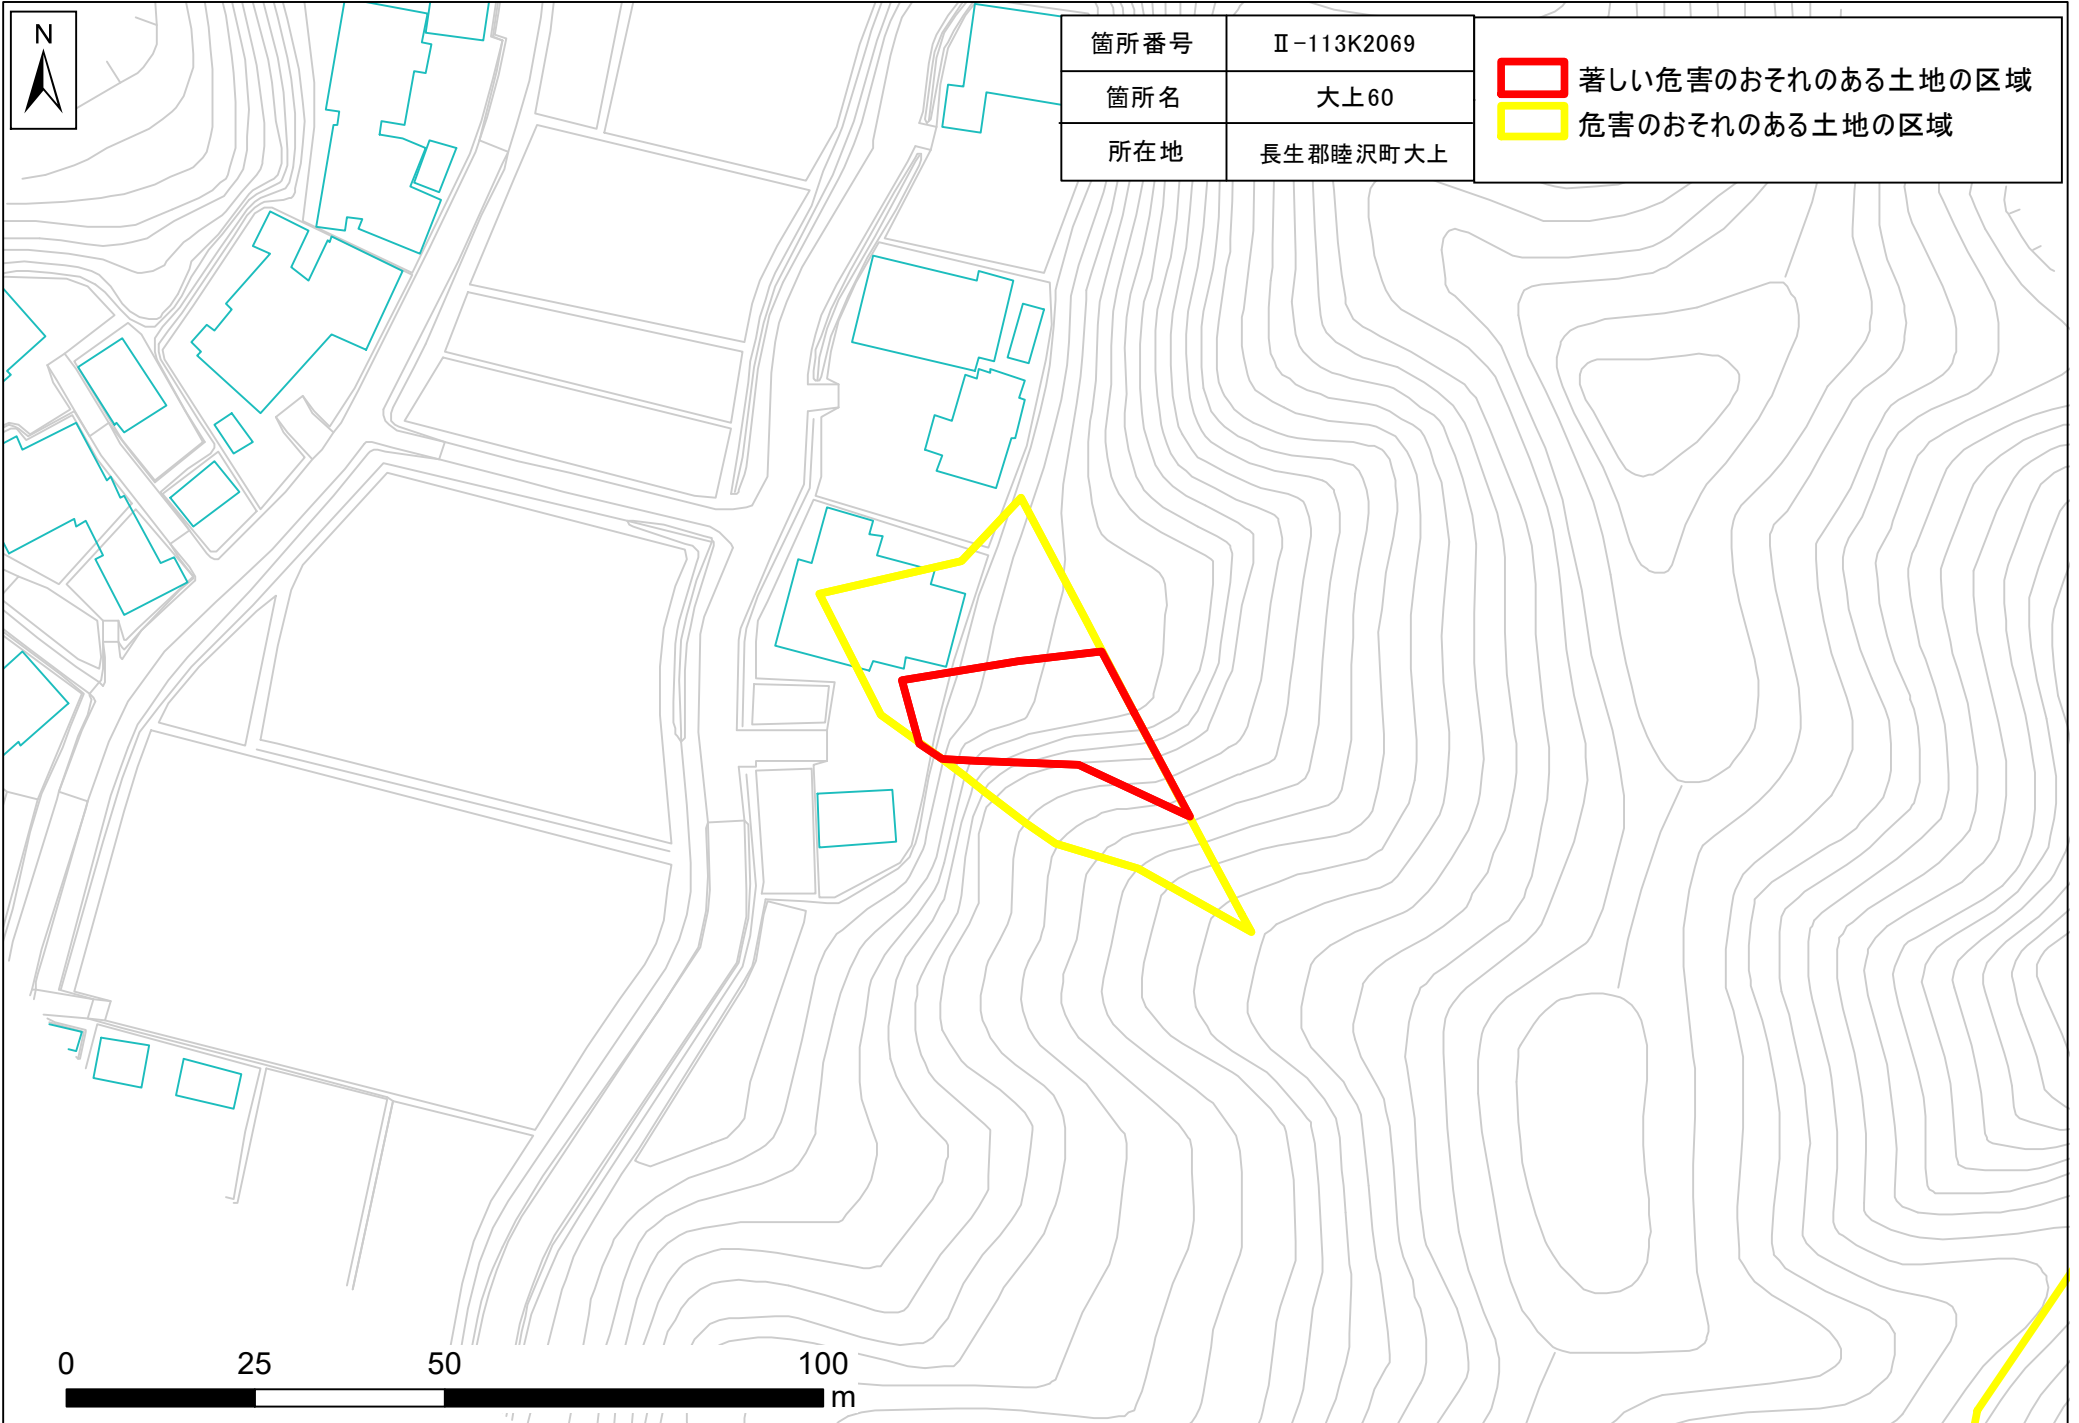 N
箇所番号 Ⅱ-113K2069
箇所名 大上60
所在地 長生郡睦沢町大上
著しい危害のおそれのある土地の区域
危害のおそれのある土地の区域
0 25 50 100
m